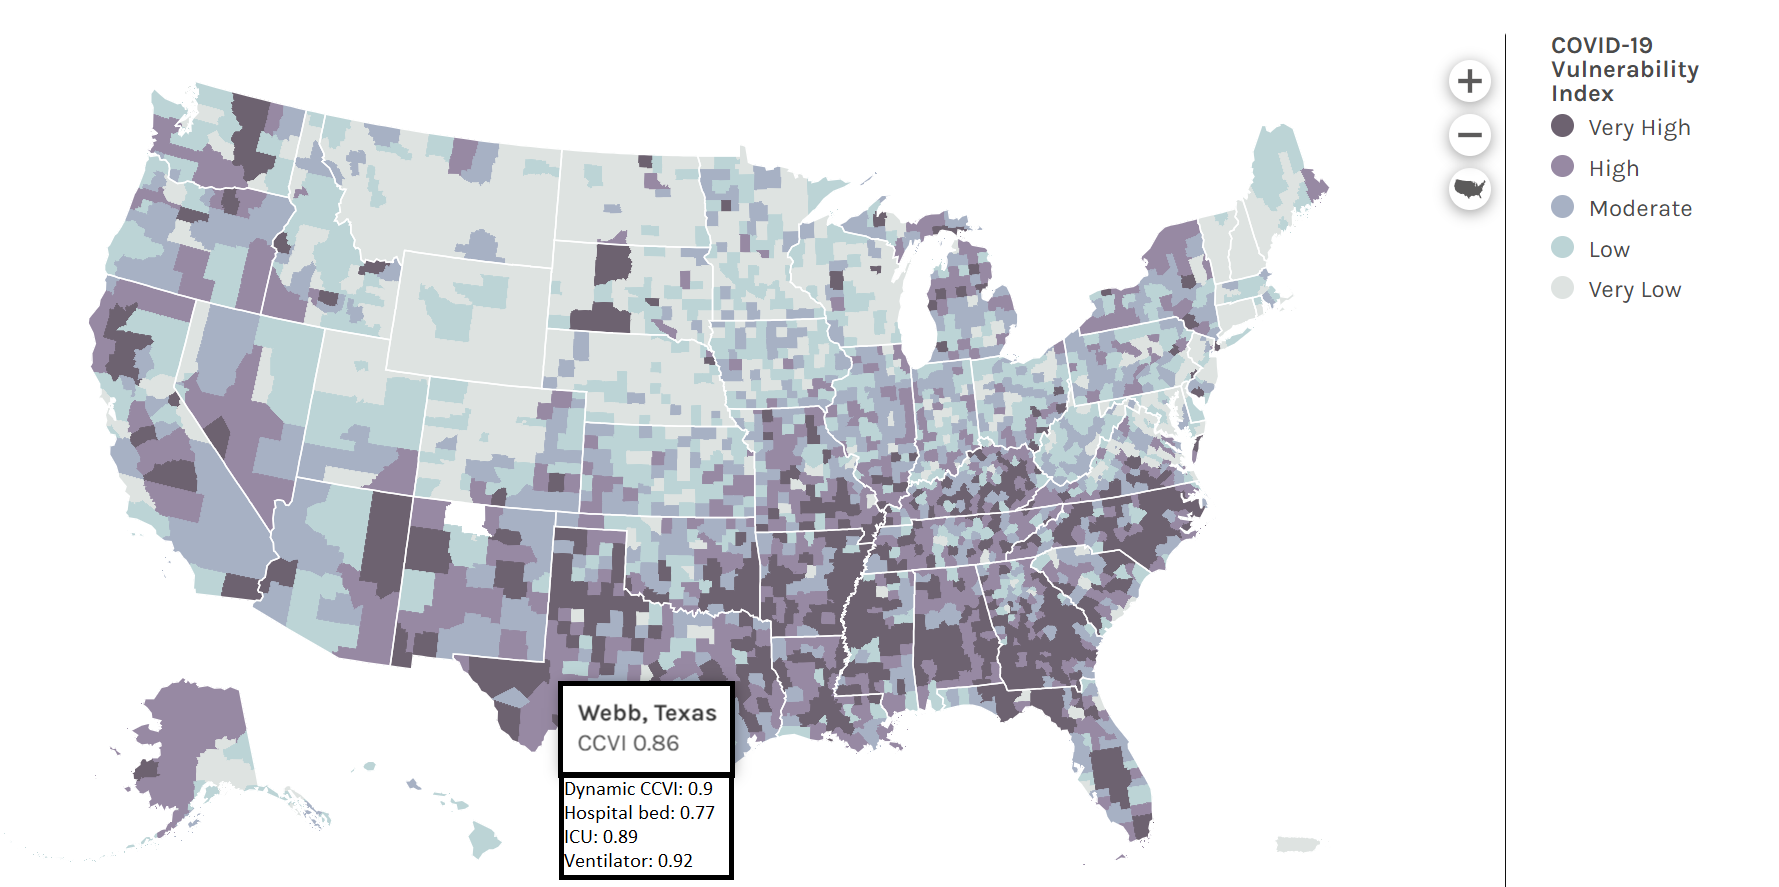 COVID-19
Vulnerability
Index
Very High
High
Moderate
Low
Very Low
Webb, Texas
CCVI 0.86
Dynamic CCVI: 0.9
Hospital bed: 0.77
ICU: 0.89
Ventilator: 0.92